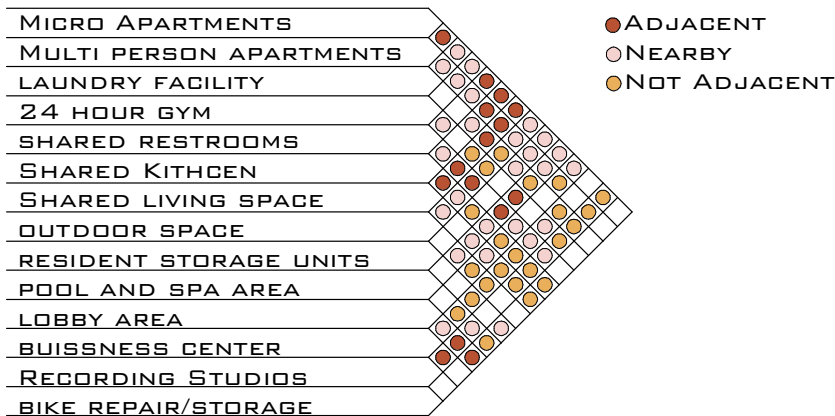 Micro Apartments
Multi person apartments
laundry facility
24 hour gym
shared restrooms
Shared Kithcen
Shared living space
outdoor space
resident storage units
pool and spa area
lobby area
buissness center
Recording Studios
bike repair/storage
Adjacent
Nearby
Not Adjacent